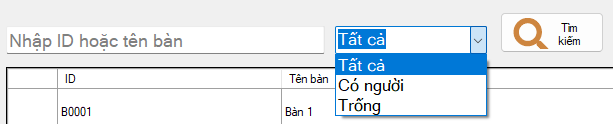 Nhập ID hoặc tên bàn
Tất cả
Tìm
kiếm
Tất cả
Có người
Trống
ID
Tên bàn
B0001
Bàn 1